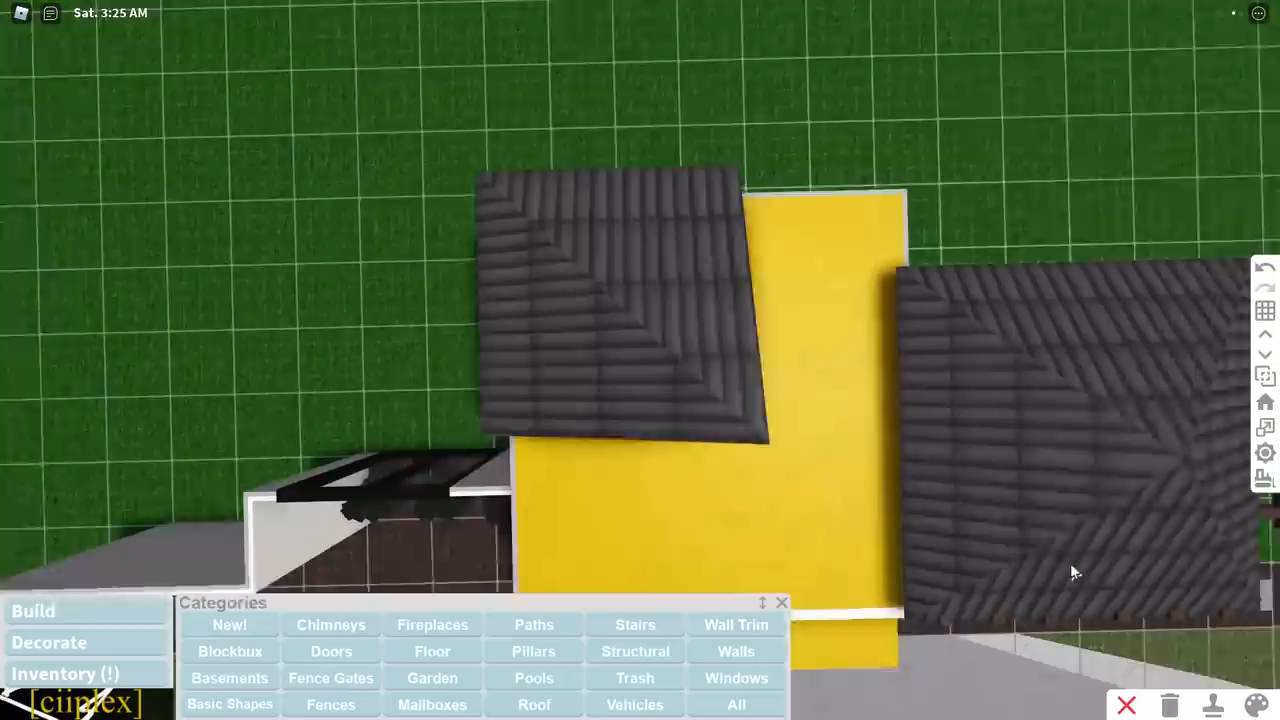 Sat. 3:25 AM
Build
Decorate
Inventory (!)
Categories
New! Chimneys Fireplaces Paths Stairs Wall Trim
Blockbux Doors Floor Pillars Structural Walls
Basements Fence Gates Garden Pools Trash Windows
Basic Shapes Fences Mailboxes Roof Vehicles All
[ciiplex]